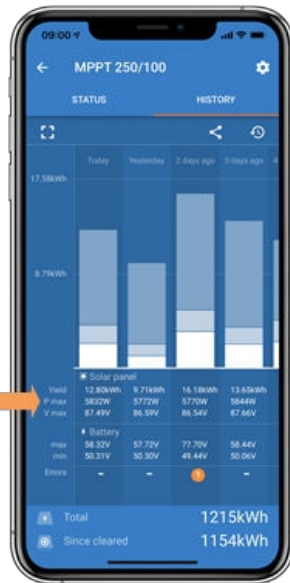 09:00
MPPT 250/100
STATUS HISTORY
Today Yesterday 2 days ago 3 days ago 4
17.58kWh
8.79kWh
Solar panel
Yield 12.80kWh 9.71kWh 16.18kWh 13.65kWh
P max 5832W 5772W 5770W 5844W
V max 87.49V 86.59V 86.54V 87.66V
Battery
max 58.32V 57.72V 77.70V 58.44V
min 50.31V 50.30V 49.44V 50.06V
Errors - - 1 -
Total 1215kWh
Since cleared 1154kWh